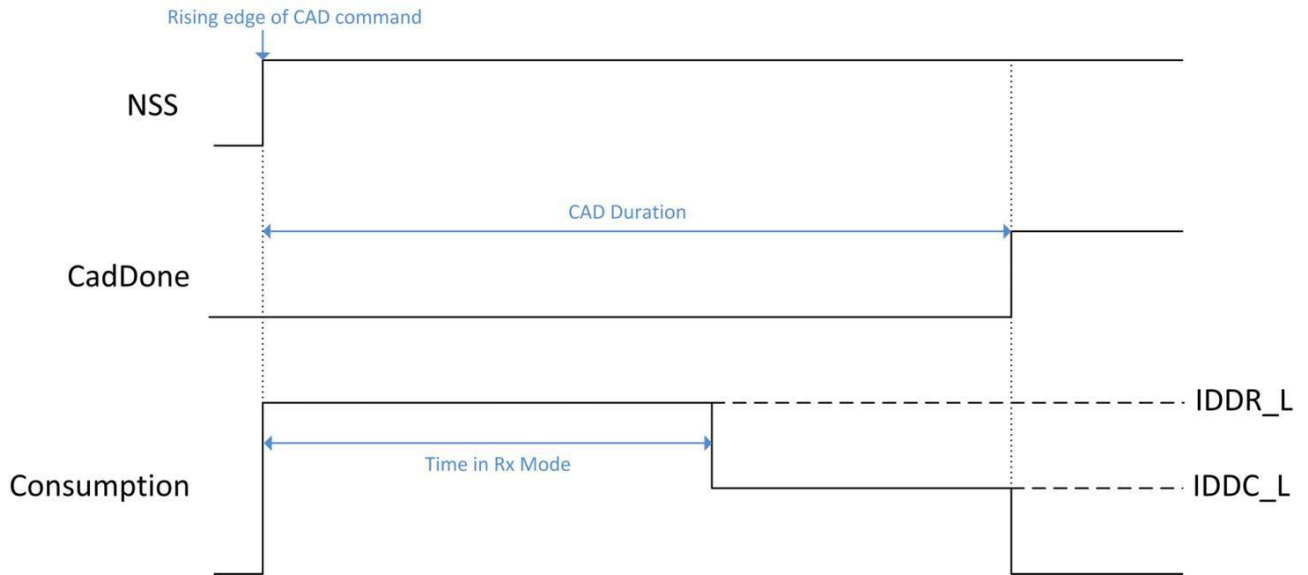 Rising edge of CAD command
NSS
CAD Duration
CadDone
IDDR_L
Time in Rx Mode
Consumption
IDDC_L